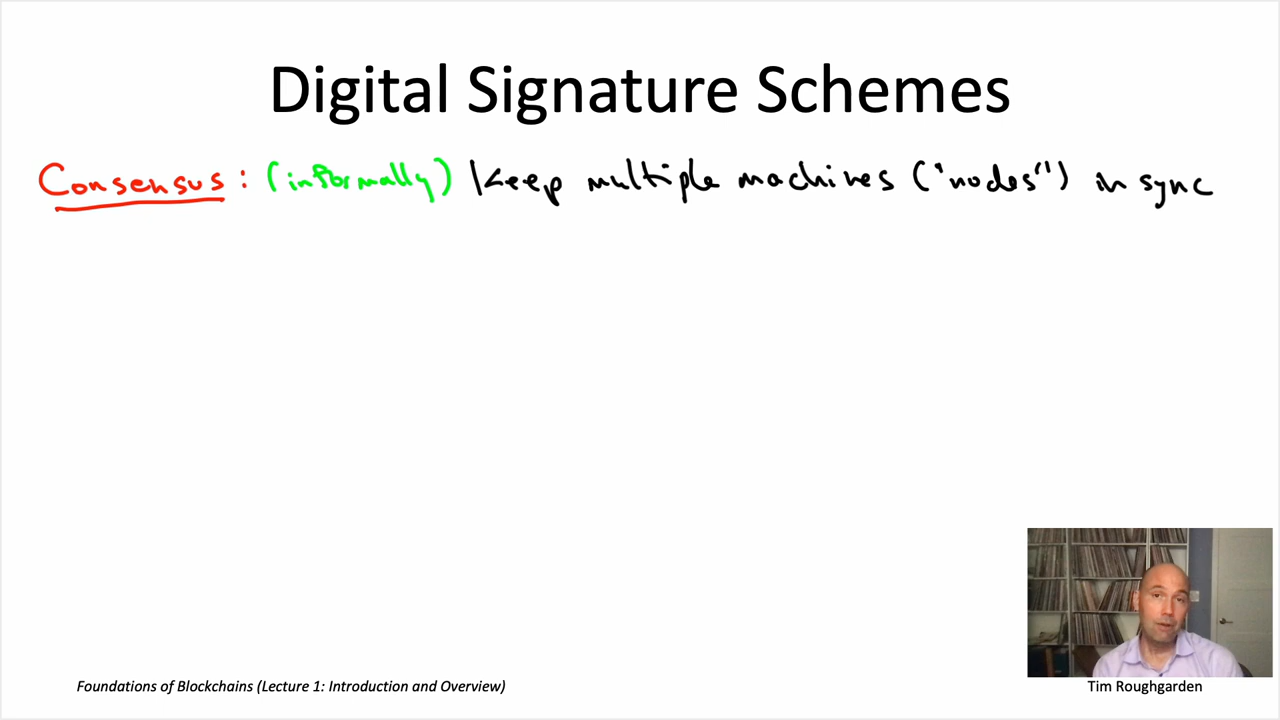 Digital Signature Schemes
Consensus: (informally) Keep multiple machines ("nodes") in sync
Foundations of Blockchains (Lecture 1: Introduction and Overview)
Tim Roughgarden